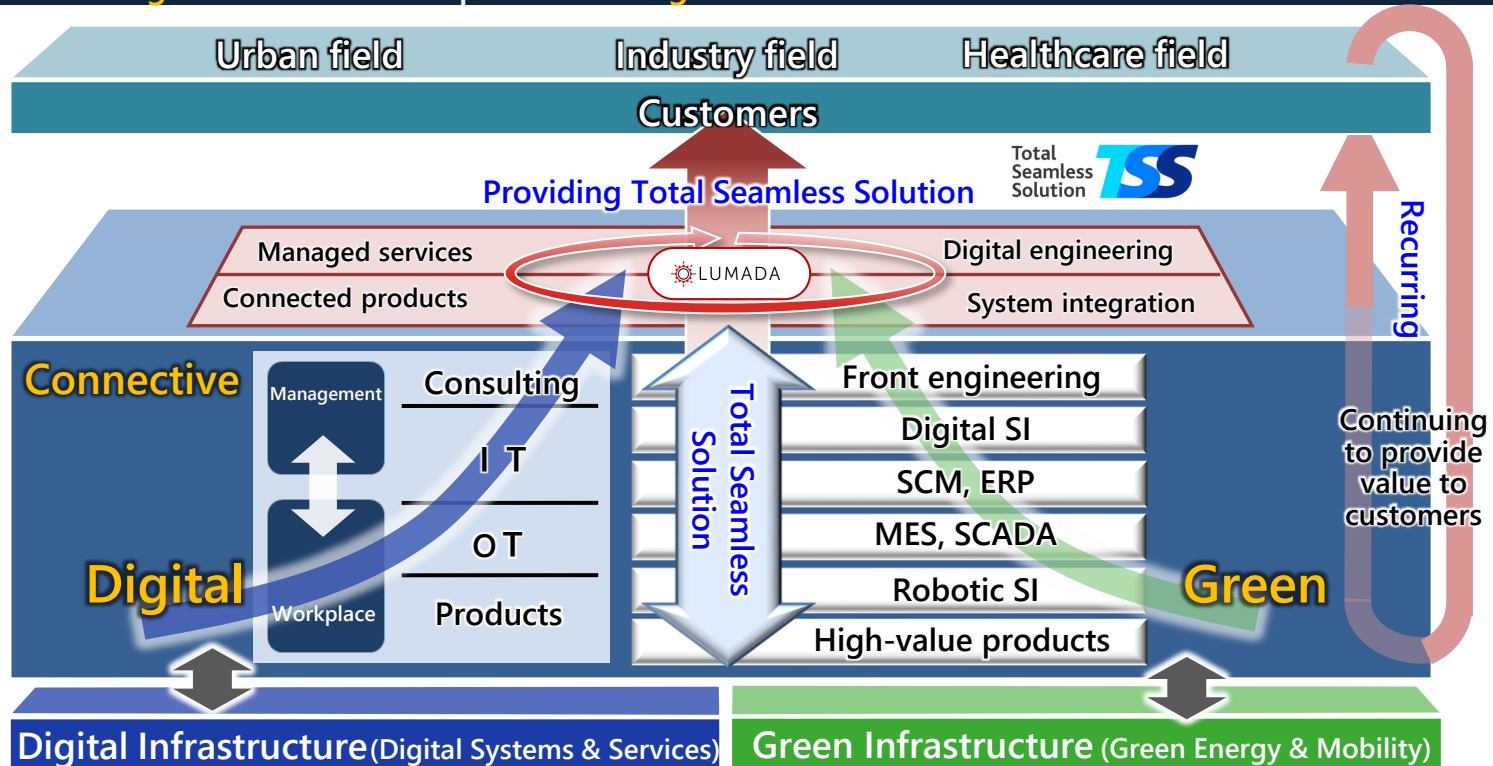 Urban field
Industry field
Healthcare field
Customers
Total
Seamless
Solution
TSS
Providing Total Seamless Solution
Managed services
Digital engineering
LUMADA
Connected products
System integration
Recurring
Connective
Management
Consulting
IT
OT
Products
Workplace
Digital
Total Seamless
Solution
Front engineering
Digital SI
SCM, ERP
MES, SCADA
Robotic SI
High-value products
Green
Continuing
to provide
value to
customers
Digital Infrastructure (Digital Systems & Services)
Green Infrastructure (Green Energy & Mobility)